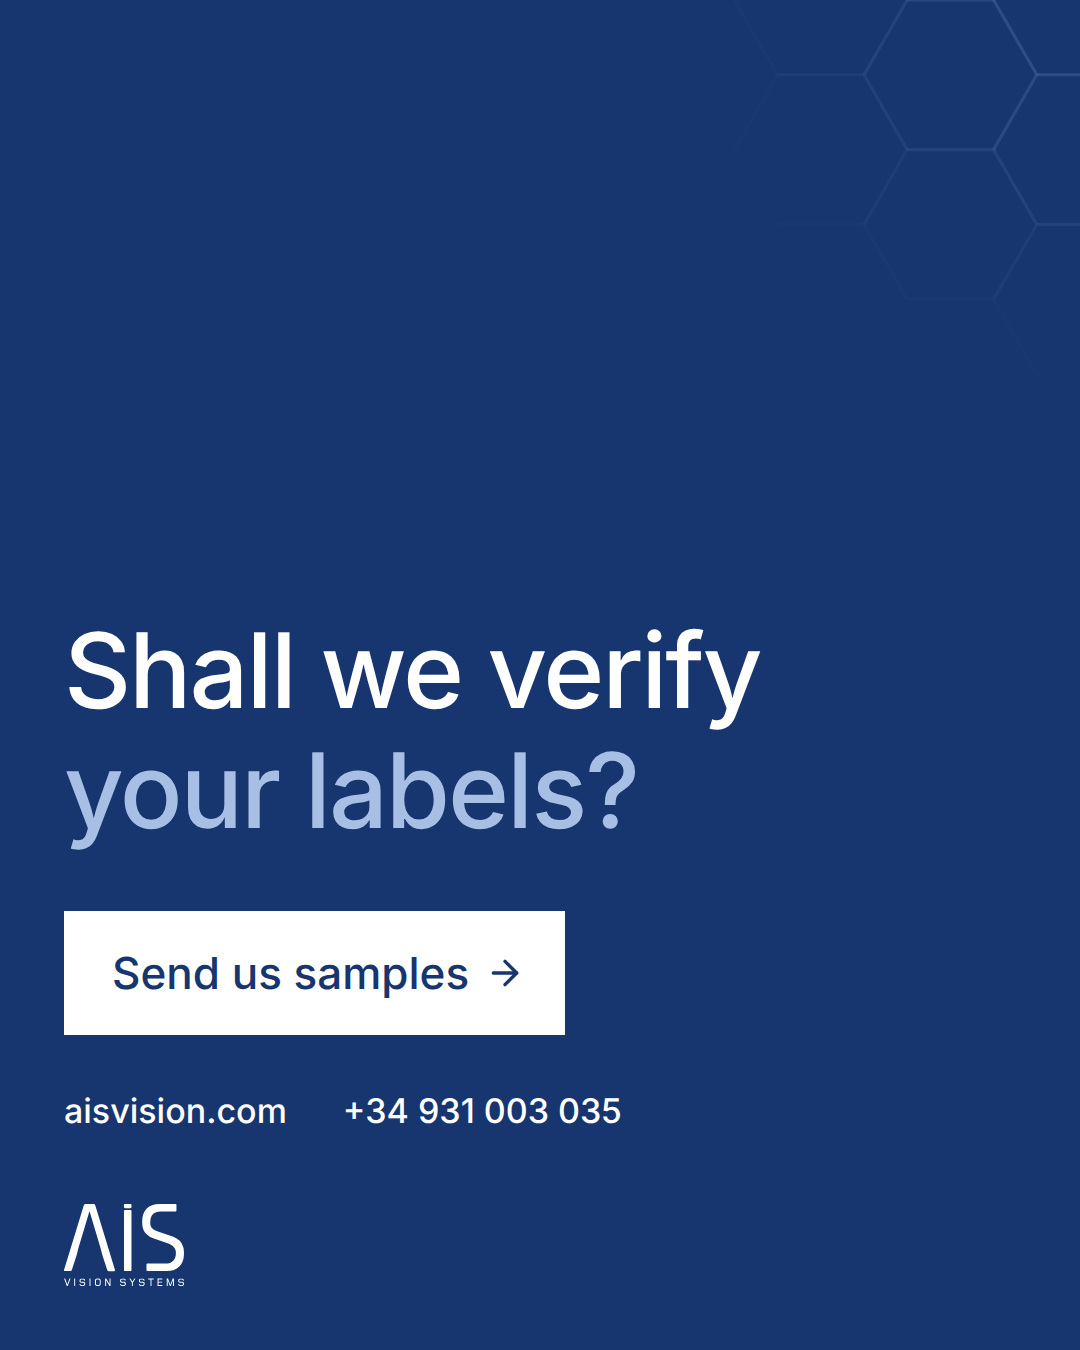 Shall we verify
your labels?
Send us samples →
aisvision.com +34 931 003 035
AiS
VISION SYSTEMS